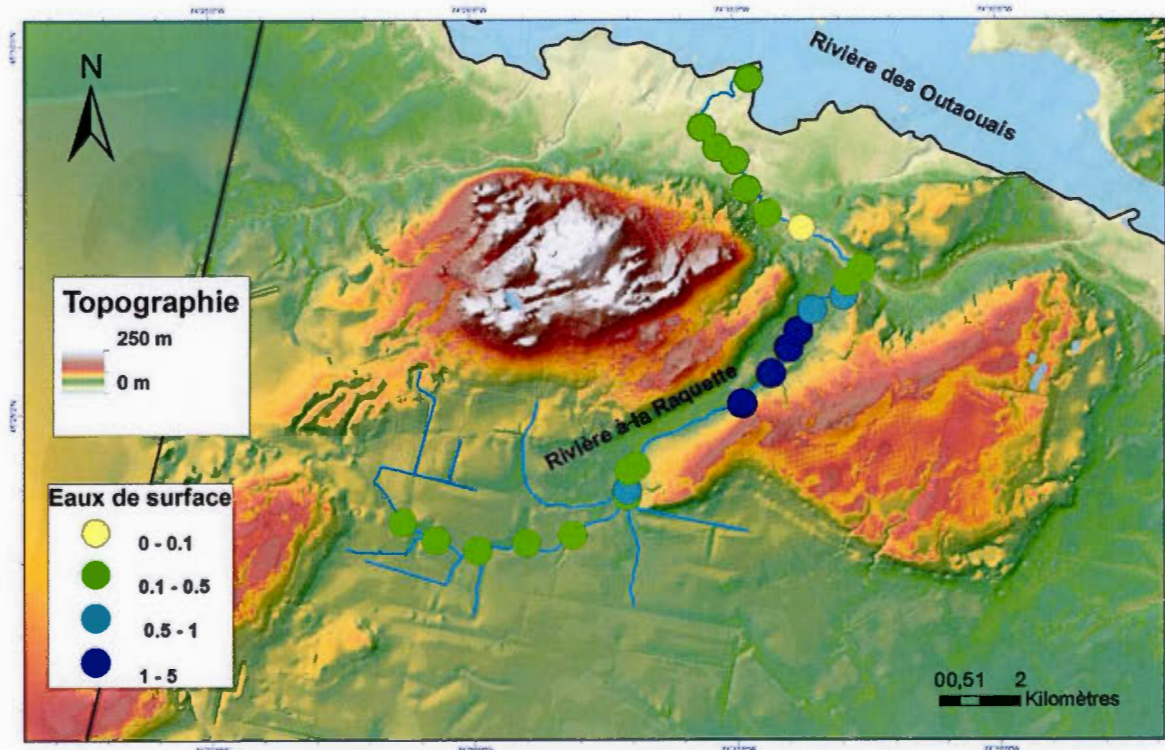 Rivière des Outaouais
N
Topographie
250 m
0 m
Rivière à la Raquette
Eaux de surface
0 - 0.1
0.1 - 0.5
0.5 - 1
1 - 5
00,51 2
Kilomètres